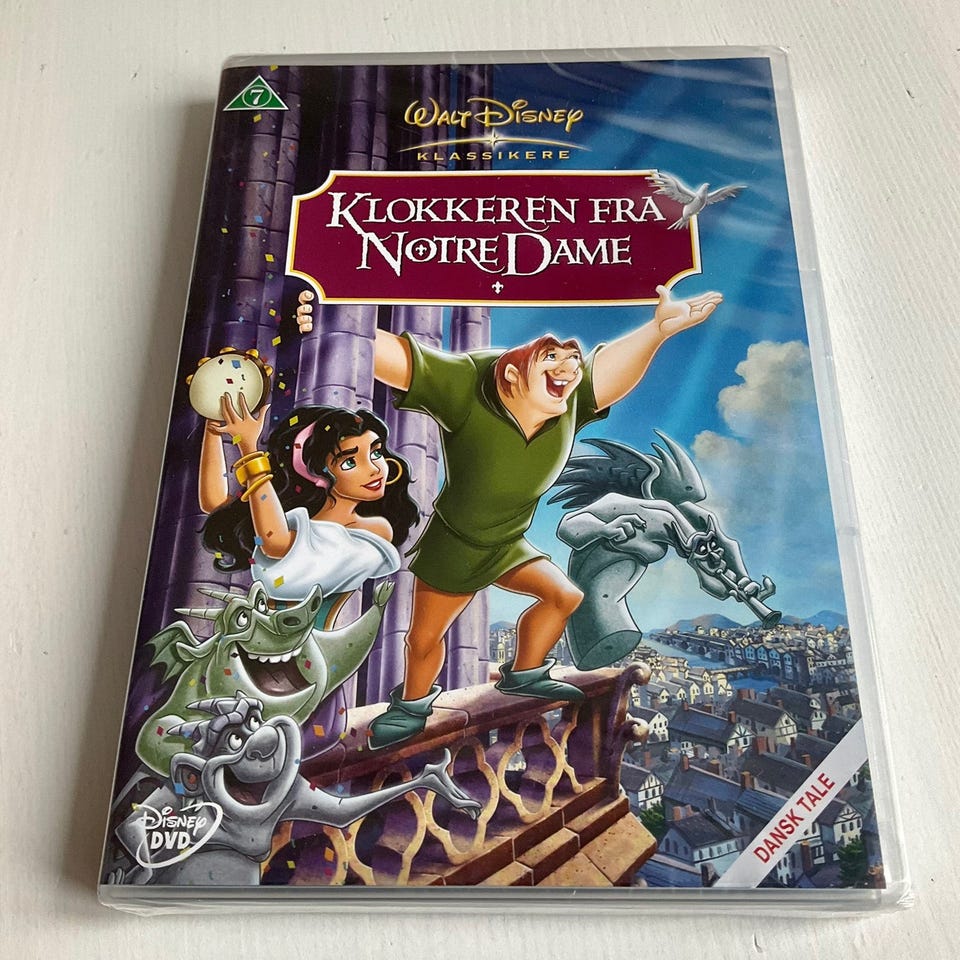 7
WALT DISNEY
KLASSIKERE
KLOKKEREN FRA
NOTRE DAME
DISNEY
DVD
DANSK TALE